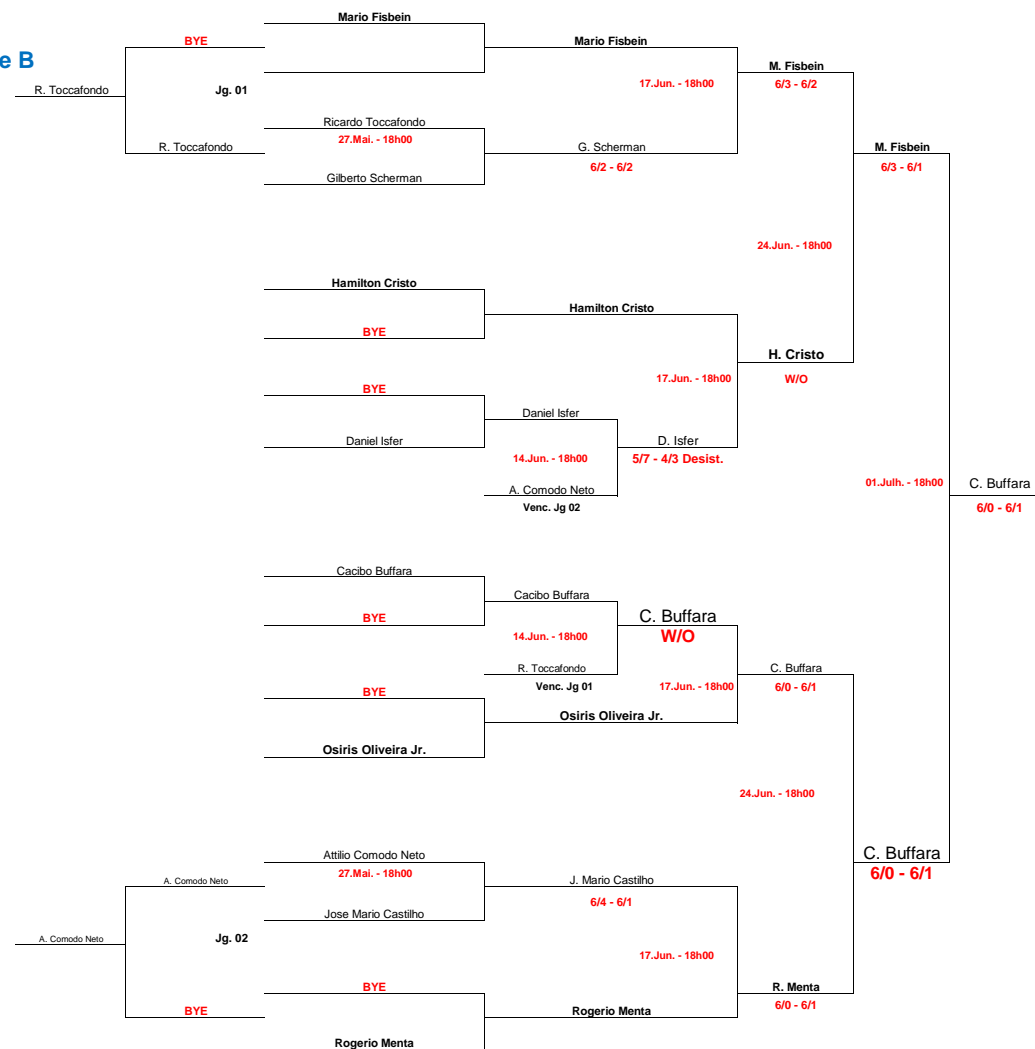 Mario Fisbein
BYE
Mario Fisbein
e B
M. Fisbein
R. Toccafondo
Jg. 01
17.Jun. - 18h00
6/3 - 6/2
Ricardo Toccafondo
27.Mai. - 18h00
R. Toccafondo
G. Scherman
M. Fisbein
6/2 - 6/2
6/3 - 6/1
Gilberto Scherman
24.Jun. - 18h00
Hamilton Cristo
Hamilton Cristo
BYE
H. Cristo
17.Jun. - 18h00
W/O
BYE
Daniel Isfer
Daniel Isfer
D. Isfer
14.Jun. - 18h00
5/7 - 4/3 Desist.
A. Comodo Neto
Venc. Jg 02
01.Julh. - 18h00
C. Buffara
6/0 - 6/1
Cacibo Buffara
Cacibo Buffara
BYE
C. Buffara
14.Jun. - 18h00
W/O
R. Toccafondo
C. Buffara
Venc. Jg 01
17.Jun. - 18h00
6/0 - 6/1
BYE
Osiris Oliveira Jr.
Osiris Oliveira Jr.
24.Jun. - 18h00
Attilio Comodo Neto
C. Buffara
27.Mai. - 18h00
6/0 - 6/1
A. Comodo Neto
J. Mario Castilho
6/4 - 6/1
Jose Mario Castilho
A. Comodo Neto
Jg. 02
17.Jun. - 18h00
BYE
R. Menta
6/0 - 6/1
BYE
Rogerio Menta
Rogerio Menta